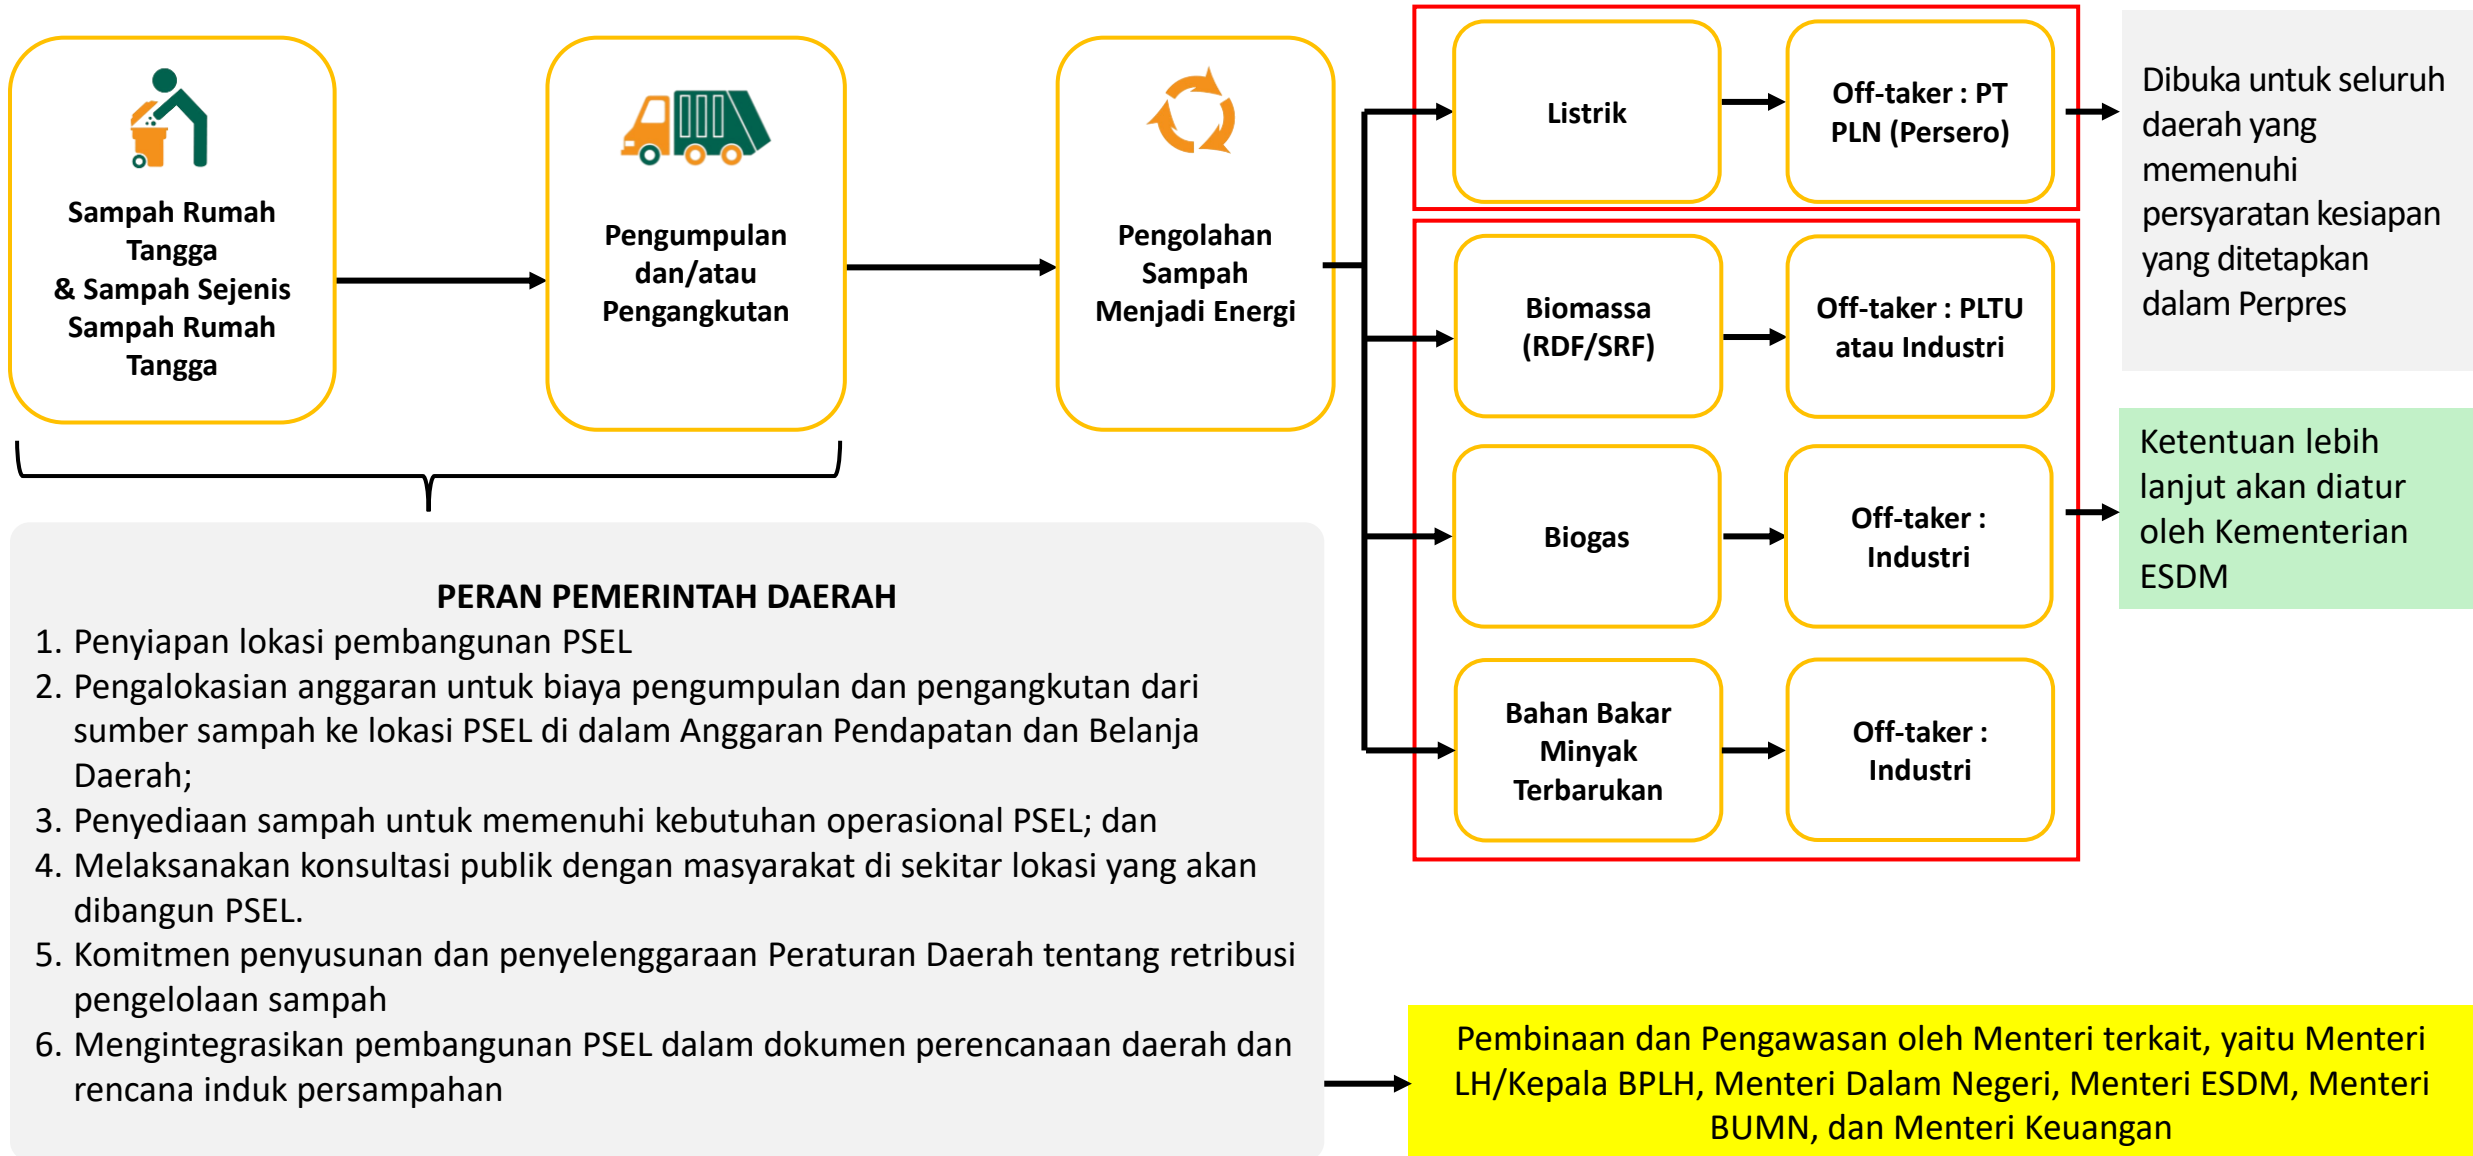 Sampah Rumah
Tangga
& Sampah Sejenis
Sampah Rumah
Tangga
Pengumpulan
dan/atau
Pengangkutan
Pengolahan
Sampah
Menjadi Energi
Listrik
Off-taker : PT
PLN (Persero)
Dibuka untuk seluruh
daerah yang
memenuhi
persyaratan kesiapan
yang ditetapkan
dalam Perpres
Biomassa
(RDF/SRF)
Off-taker : PLTU
atau Industri
Biogas
Off-taker :
Industri
Bahan Bakar
Minyak
Terbarukan
Off-taker :
Industri
Ketentuan lebih
lanjut akan diatur
oleh Kementerian
ESDM
PERAN PEMERINTAH DAERAH
1. Penyiapan lokasi pembangunan PSEL
2. Pengalokasian anggaran untuk biaya pengumpulan dan pengangkutan dari
sumber sampah ke lokasi PSEL di dalam Anggaran Pendapatan dan Belanja
Daerah;
3. Penyediaan sampah untuk memenuhi kebutuhan operasional PSEL; dan
4. Melaksanakan konsultasi publik dengan masyarakat di sekitar lokasi yang akan
dibangun PSEL.
5. Komitmen penyusunan dan penyelenggaraan Peraturan Daerah tentang retribusi
pengelolaan sampah
6. Mengintegrasikan pembangunan PSEL dalam dokumen perencanaan daerah dan
rencana induk persampahan
Pembinaan dan Pengawasan oleh Menteri terkait, yaitu Menteri
LH/Kepala BPLH, Menteri Dalam Negeri, Menteri ESDM, Menteri
BUMN, dan Menteri Keuangan